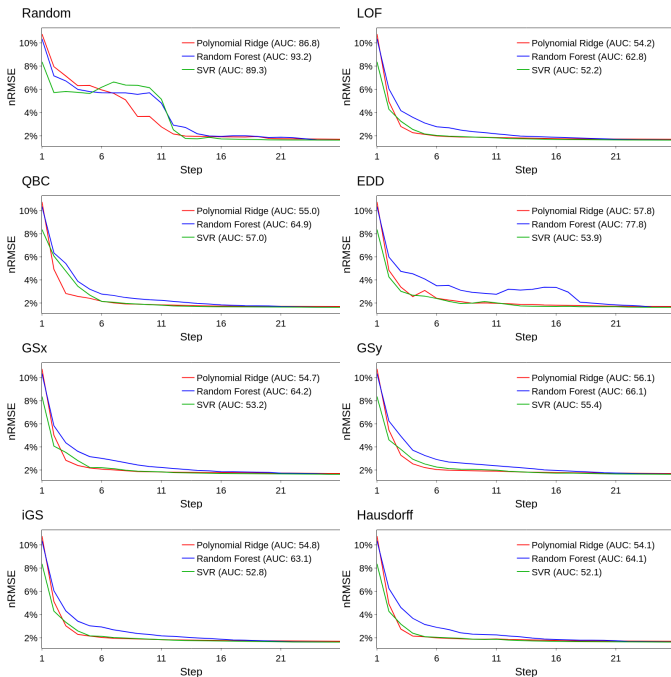 Random
10%
8%
6%
4%
2%
nRMSE
Polynomial Ridge (AUC: 86.8)
Random Forest (AUC: 93.2)
SVR (AUC: 89.3)
1 6 11 16 21
Step
LOF
10%
8%
6%
4%
2%
nRMSE
Polynomial Ridge (AUC: 54.2)
Random Forest (AUC: 62.8)
SVR (AUC: 52.2)
1 6 11 16 21
Step
QBC
10%
8%
6%
4%
2%
nRMSE
Polynomial Ridge (AUC: 55.0)
Random Forest (AUC: 64.9)
SVR (AUC: 57.0)
1 6 11 16 21
Step
EDD
10%
8%
6%
4%
2%
nRMSE
Polynomial Ridge (AUC: 57.8)
Random Forest (AUC: 77.8)
SVR (AUC: 53.9)
1 6 11 16 21
Step
GSx
10%
8%
6%
4%
2%
nRMSE
Polynomial Ridge (AUC: 54.7)
Random Forest (AUC: 64.2)
SVR (AUC: 53.2)
1 6 11 16 21
Step
GSy
10%
8%
6%
4%
2%
nRMSE
Polynomial Ridge (AUC: 56.1)
Random Forest (AUC: 66.1)
SVR (AUC: 55.4)
1 6 11 16 21
Step
iGS
10%
8%
6%
4%
2%
nRMSE
Polynomial Ridge (AUC: 54.8)
Random Forest (AUC: 63.1)
SVR (AUC: 52.8)
1 6 11 16 21
Step
Hausdorff
10%
8%
6%
4%
2%
nRMSE
Polynomial Ridge (AUC: 54.1)
Random Forest (AUC: 64.1)
SVR (AUC: 52.1)
1 6 11 16 21
Step